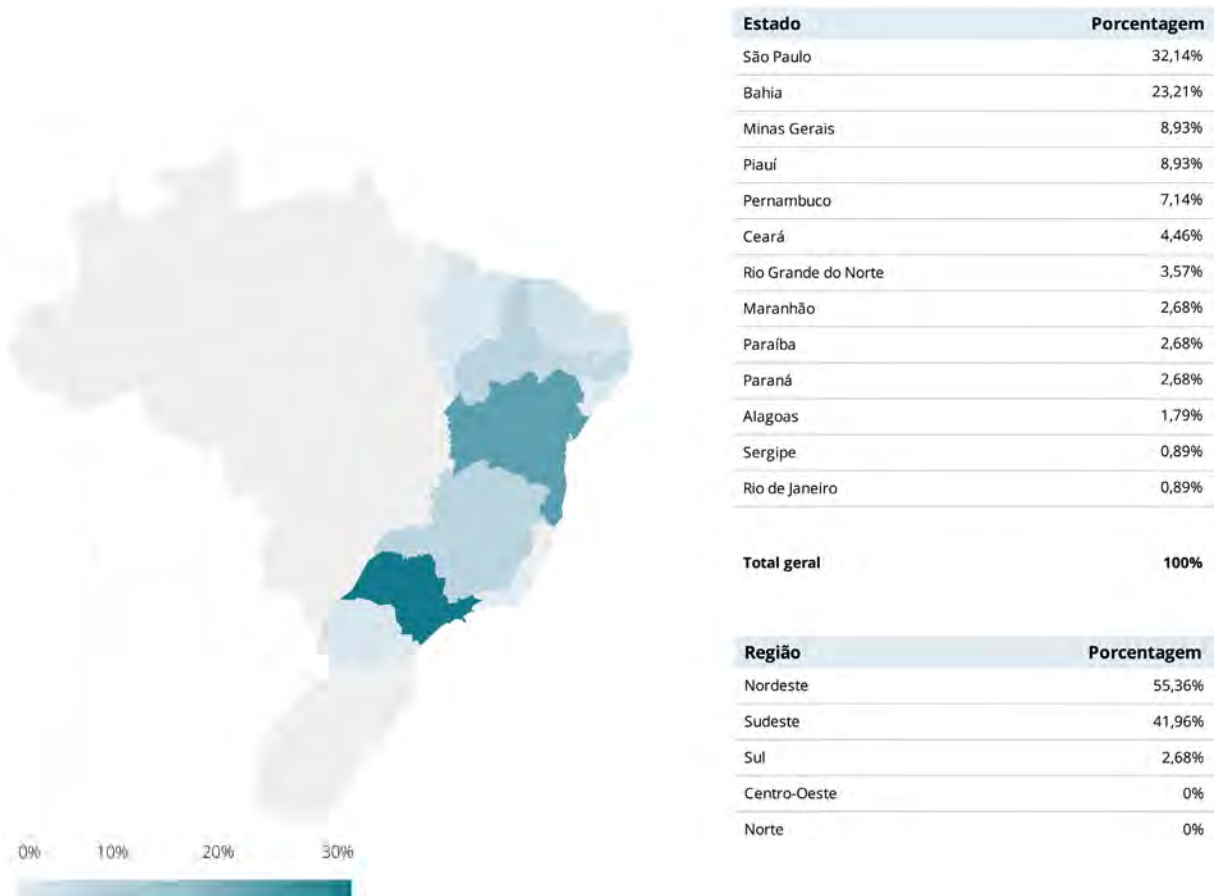 Estado Porcentagem
São Paulo 32,14%
Bahia 23,21%
Minas Gerais 8,93%
Piauí 8,93%
Pernambuco 7,14%
Ceará 4,46%
Rio Grande do Norte 3,57%
Maranhão 2,68%
Paraíba 2,68%
Paraná 2,68%
Alagoas 1,79%
Sergipe 0,89%
Rio de Janeiro 0,89%
Total geral 100%
Região Porcentagem
Nordeste 55,36%
Sudeste 41,96%
Sul 2,68%
Centro-Oeste 0%
Norte 0%
0% 10% 20% 30%